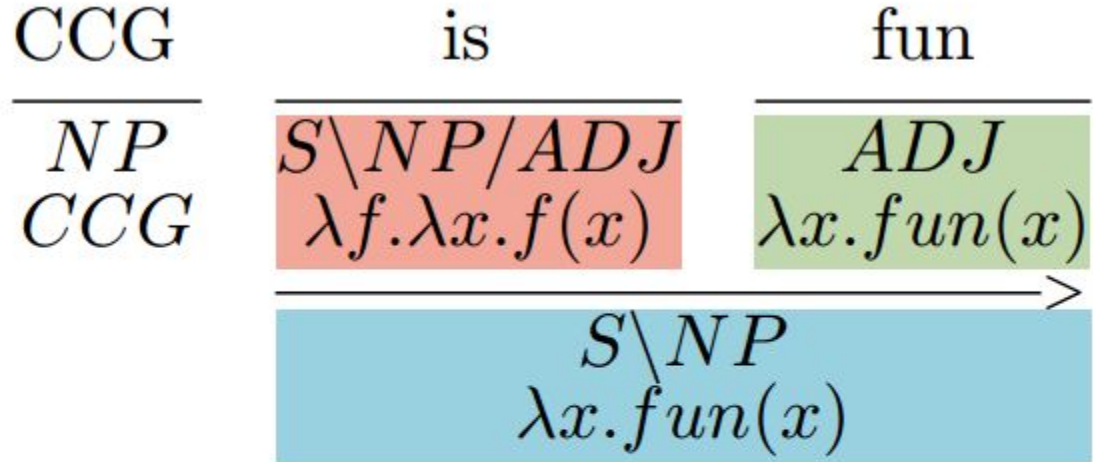 CCG is fun
NP S\NP/ADJ ADJ
CCG λf.λx.f(x) λx.fun(x)
>
S\NP
λx.fun(x)